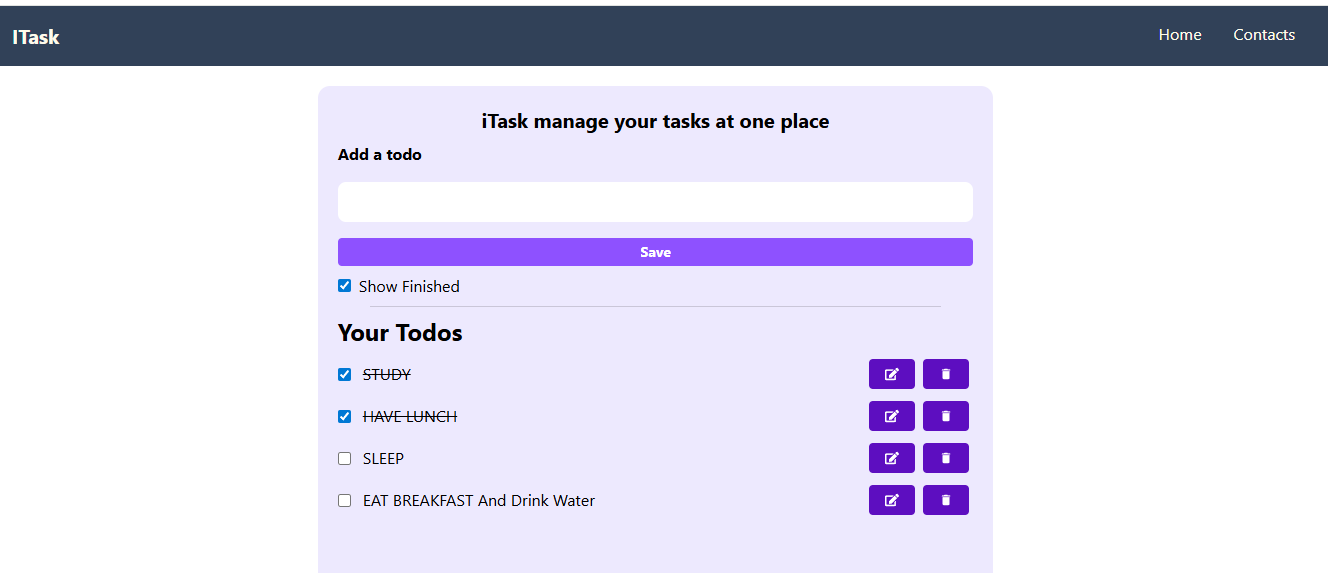 ITask
Home Contacts
iTask manage your tasks at one place
Add a todo
Save
Show Finished
Your Todos
STUDY
HAVE LUNCH
SLEEP
EAT BREAKFAST And Drink Water